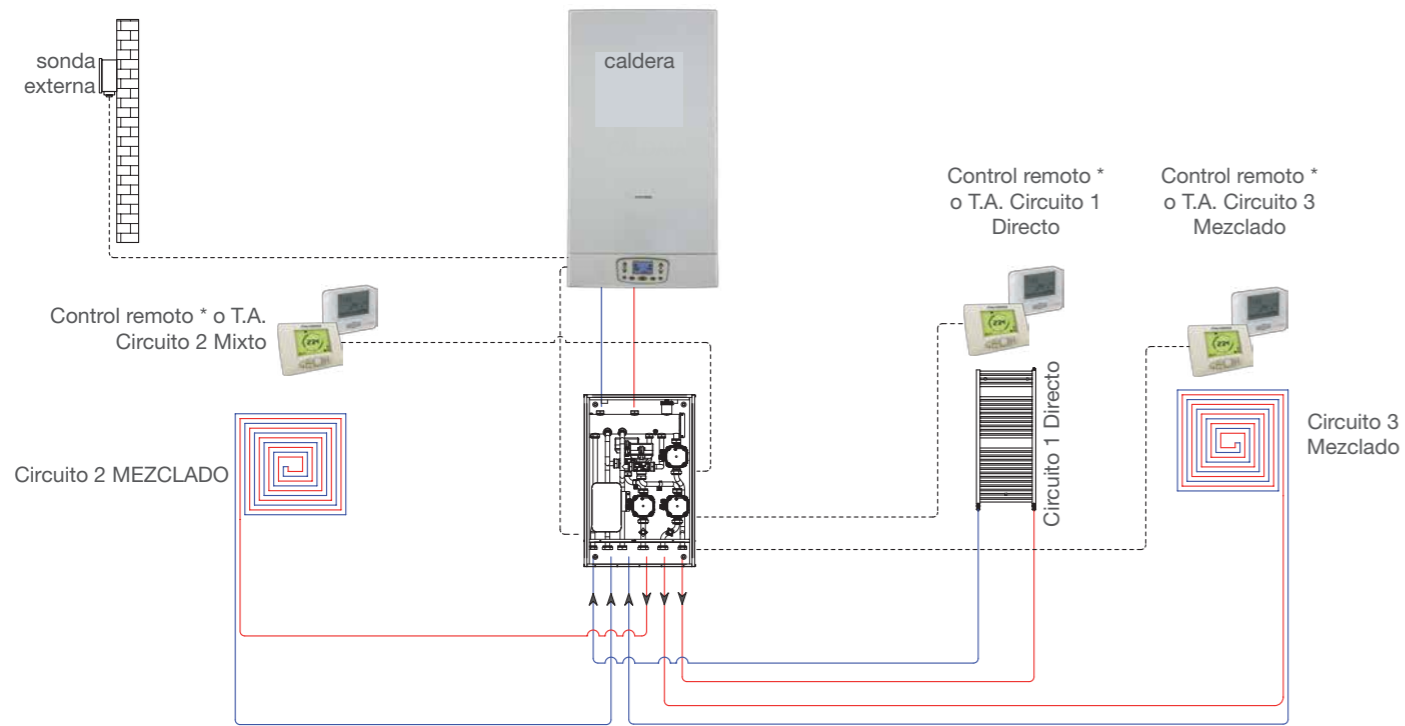 sonda
externa
caldera
Control remoto *
o T.A. Circuito 1
Directo
Control remoto *
o T.A. Circuito 3
Mezclado
Control remoto * o T.A.
Circuito 2 Mixto
Circuito 1 Directo
Circuito 3
Mezclado
Circuito 2 MEZCLADO